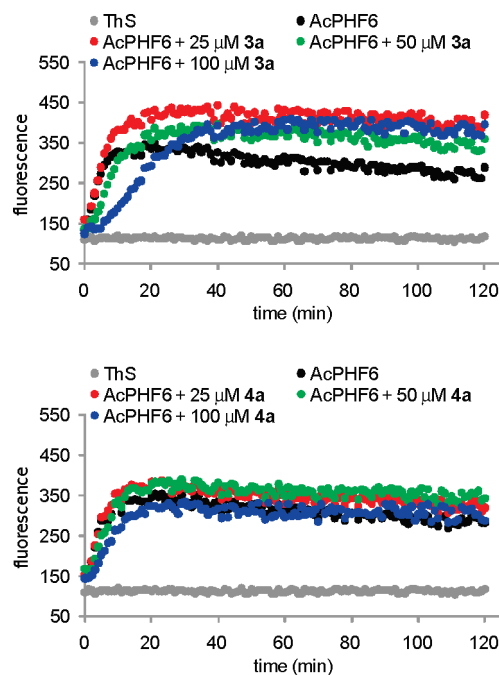 ThS AcPHF6
AcPHF6 + 25 μM 3a AcPHF6 + 50 μM 3a
AcPHF6 + 100 μM 3a
450
350
250
150
50
fluorescence
0 20 40 60 80 100 120
time (min)
ThS AcPHF6
AcPHF6 + 25 μM 4a AcPHF6 + 50 μM 4a
AcPHF6 + 100 μM 4a
450
350
250
150
50
fluorescence
0 20 40 60 80 100 120
time (min)